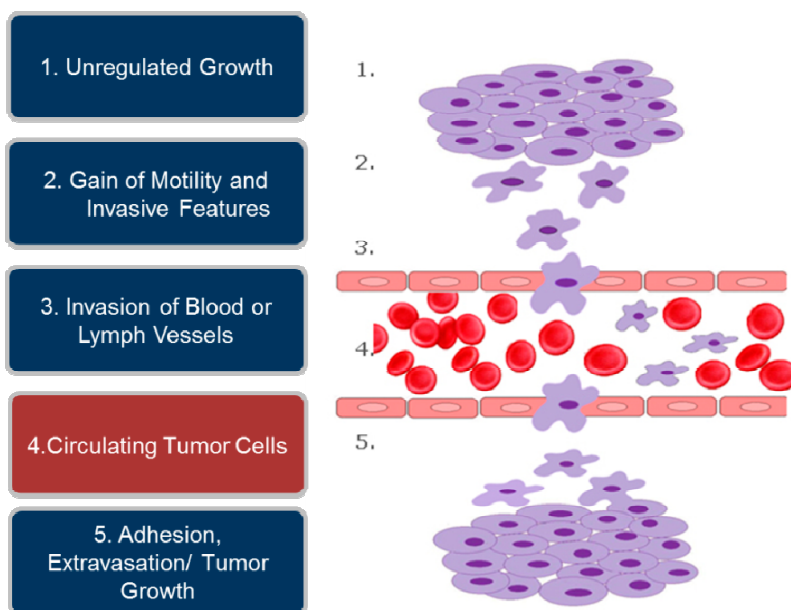 1. Unregulated Growth
2. Gain of Motility and
Invasive Features
3. Invasion of Blood or
Lymph Vessels
4.Circulating Tumor Cells
5. Adhesion,
Extravasation/ Tumor
Growth
1.
2.
3.
4.
5.